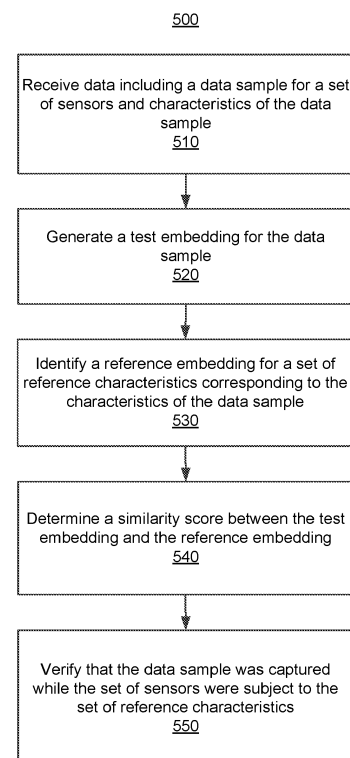 500
Receive data including a data sample for a set
of sensors and characteristics of the data
sample
510
Generate a test embedding for the data
sample
520
Identify a reference embedding for a set of
reference characteristics corresponding to the
characteristics of the data sample
530
Determine a similarity score between the test
embedding and the reference embedding
540
Verify that the data sample was captured
while the set of sensors were subject to the
set of reference characteristics
550